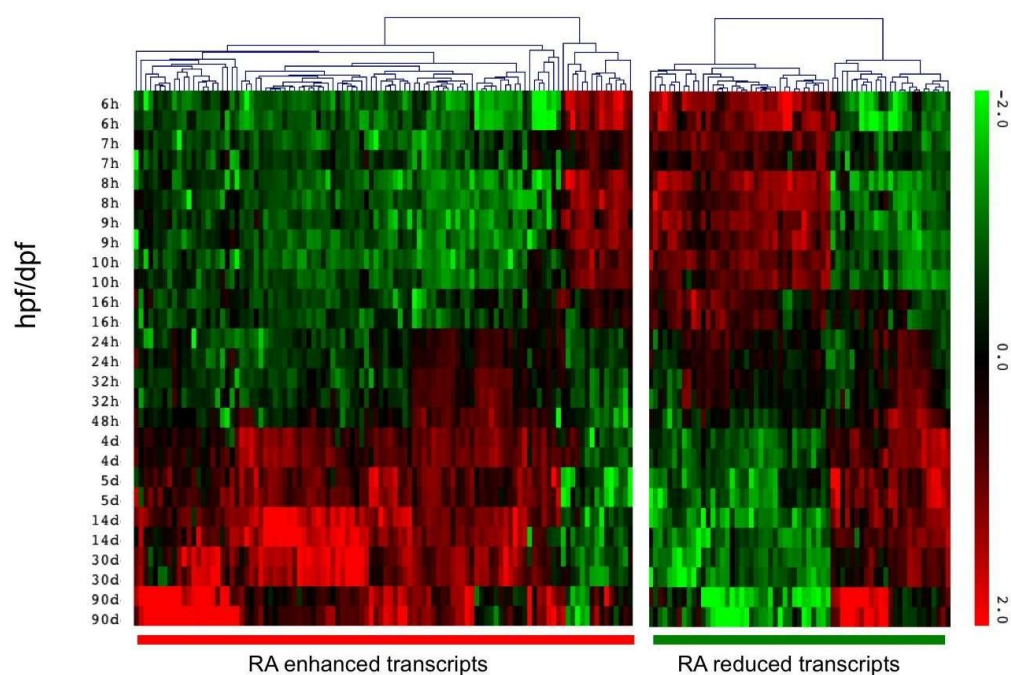 hpf/dpf
6h
6h
7h
7h
8h
8h
9h
9h
10h
10h
16h
16h
24h
24h
32h
32h
48h
4d
4d
5d
5d
14d
14d
30d
30d
90d
90d
-2.0
0.0
2.0
RA enhanced transcripts
RA reduced transcripts